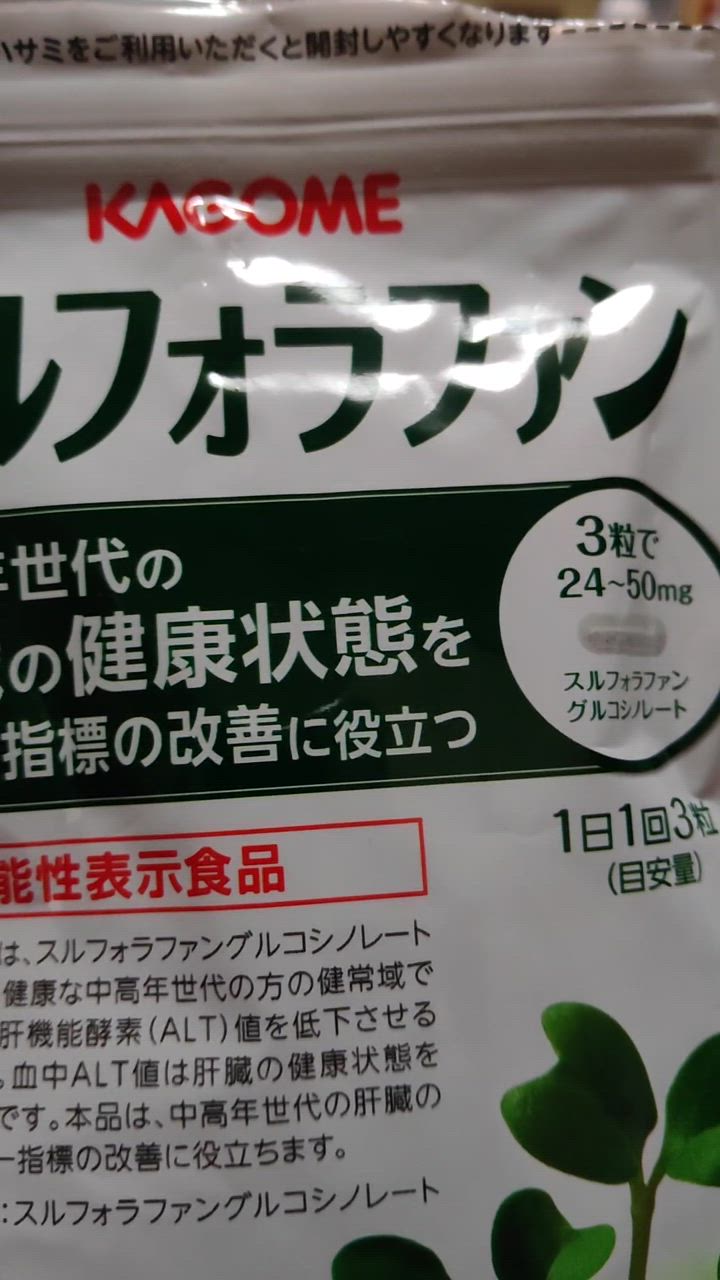 ハサミをご利用いただくと開封しやすくなります
KAGOME
ルフォラファン
年世代の
の健康状態を
指標の改善に役立つ
3粒で
24~50mg
スルフォラファン
グルコシノレート
1日1回3粒
(目安量)
能性表示食品
は、スルフォラファングルコシノレート
健康な中高年世代の方の健常域で
肝機能酵素(ALT)値を低下させる
。血中ALT値は肝臓の健康状態を
です。本品は、中高年世代の肝臓の
一指標の改善に役立ちます。
:スルフォラファングルコシノレート